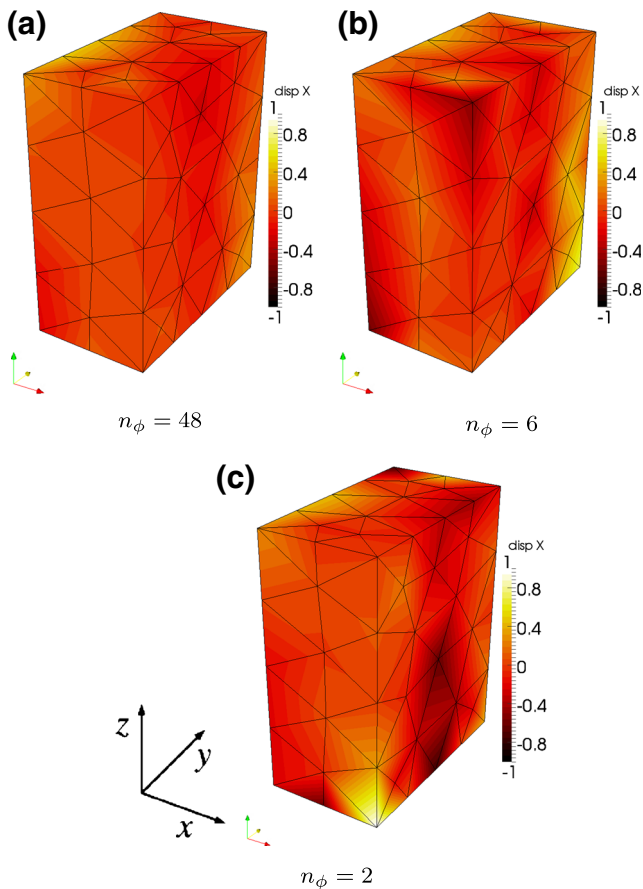 (a)
disp X
1
0.8
0.4
0
-0.4
-0.8
-1
n_ϕ = 48
(b)
disp X
1
0.8
0.4
0
-0.4
-0.8
-1
n_ϕ = 6
(c)
disp X
1
0.8
0.4
0
-0.4
-0.8
-1
z
y
x
n_ϕ = 2